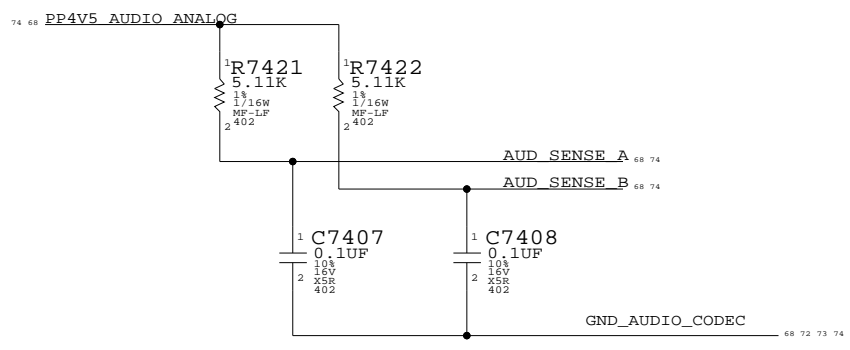 74 68 PP4V5_AUDIO_ANALOG
1 R7421
5.11K
1%
1/16W
MF-LF
2 402
1 R7422
5.11K
1%
1/16W
MF-LF
2 402
AUD_SENSE_A 68 74
AUD_SENSE_B 68 74
1 C7407
0.1UF
10%
16V
2 X5R
402
1 C7408
0.1UF
10%
16V
2 X5R
402
GND_AUDIO_CODEC 68 72 73 74